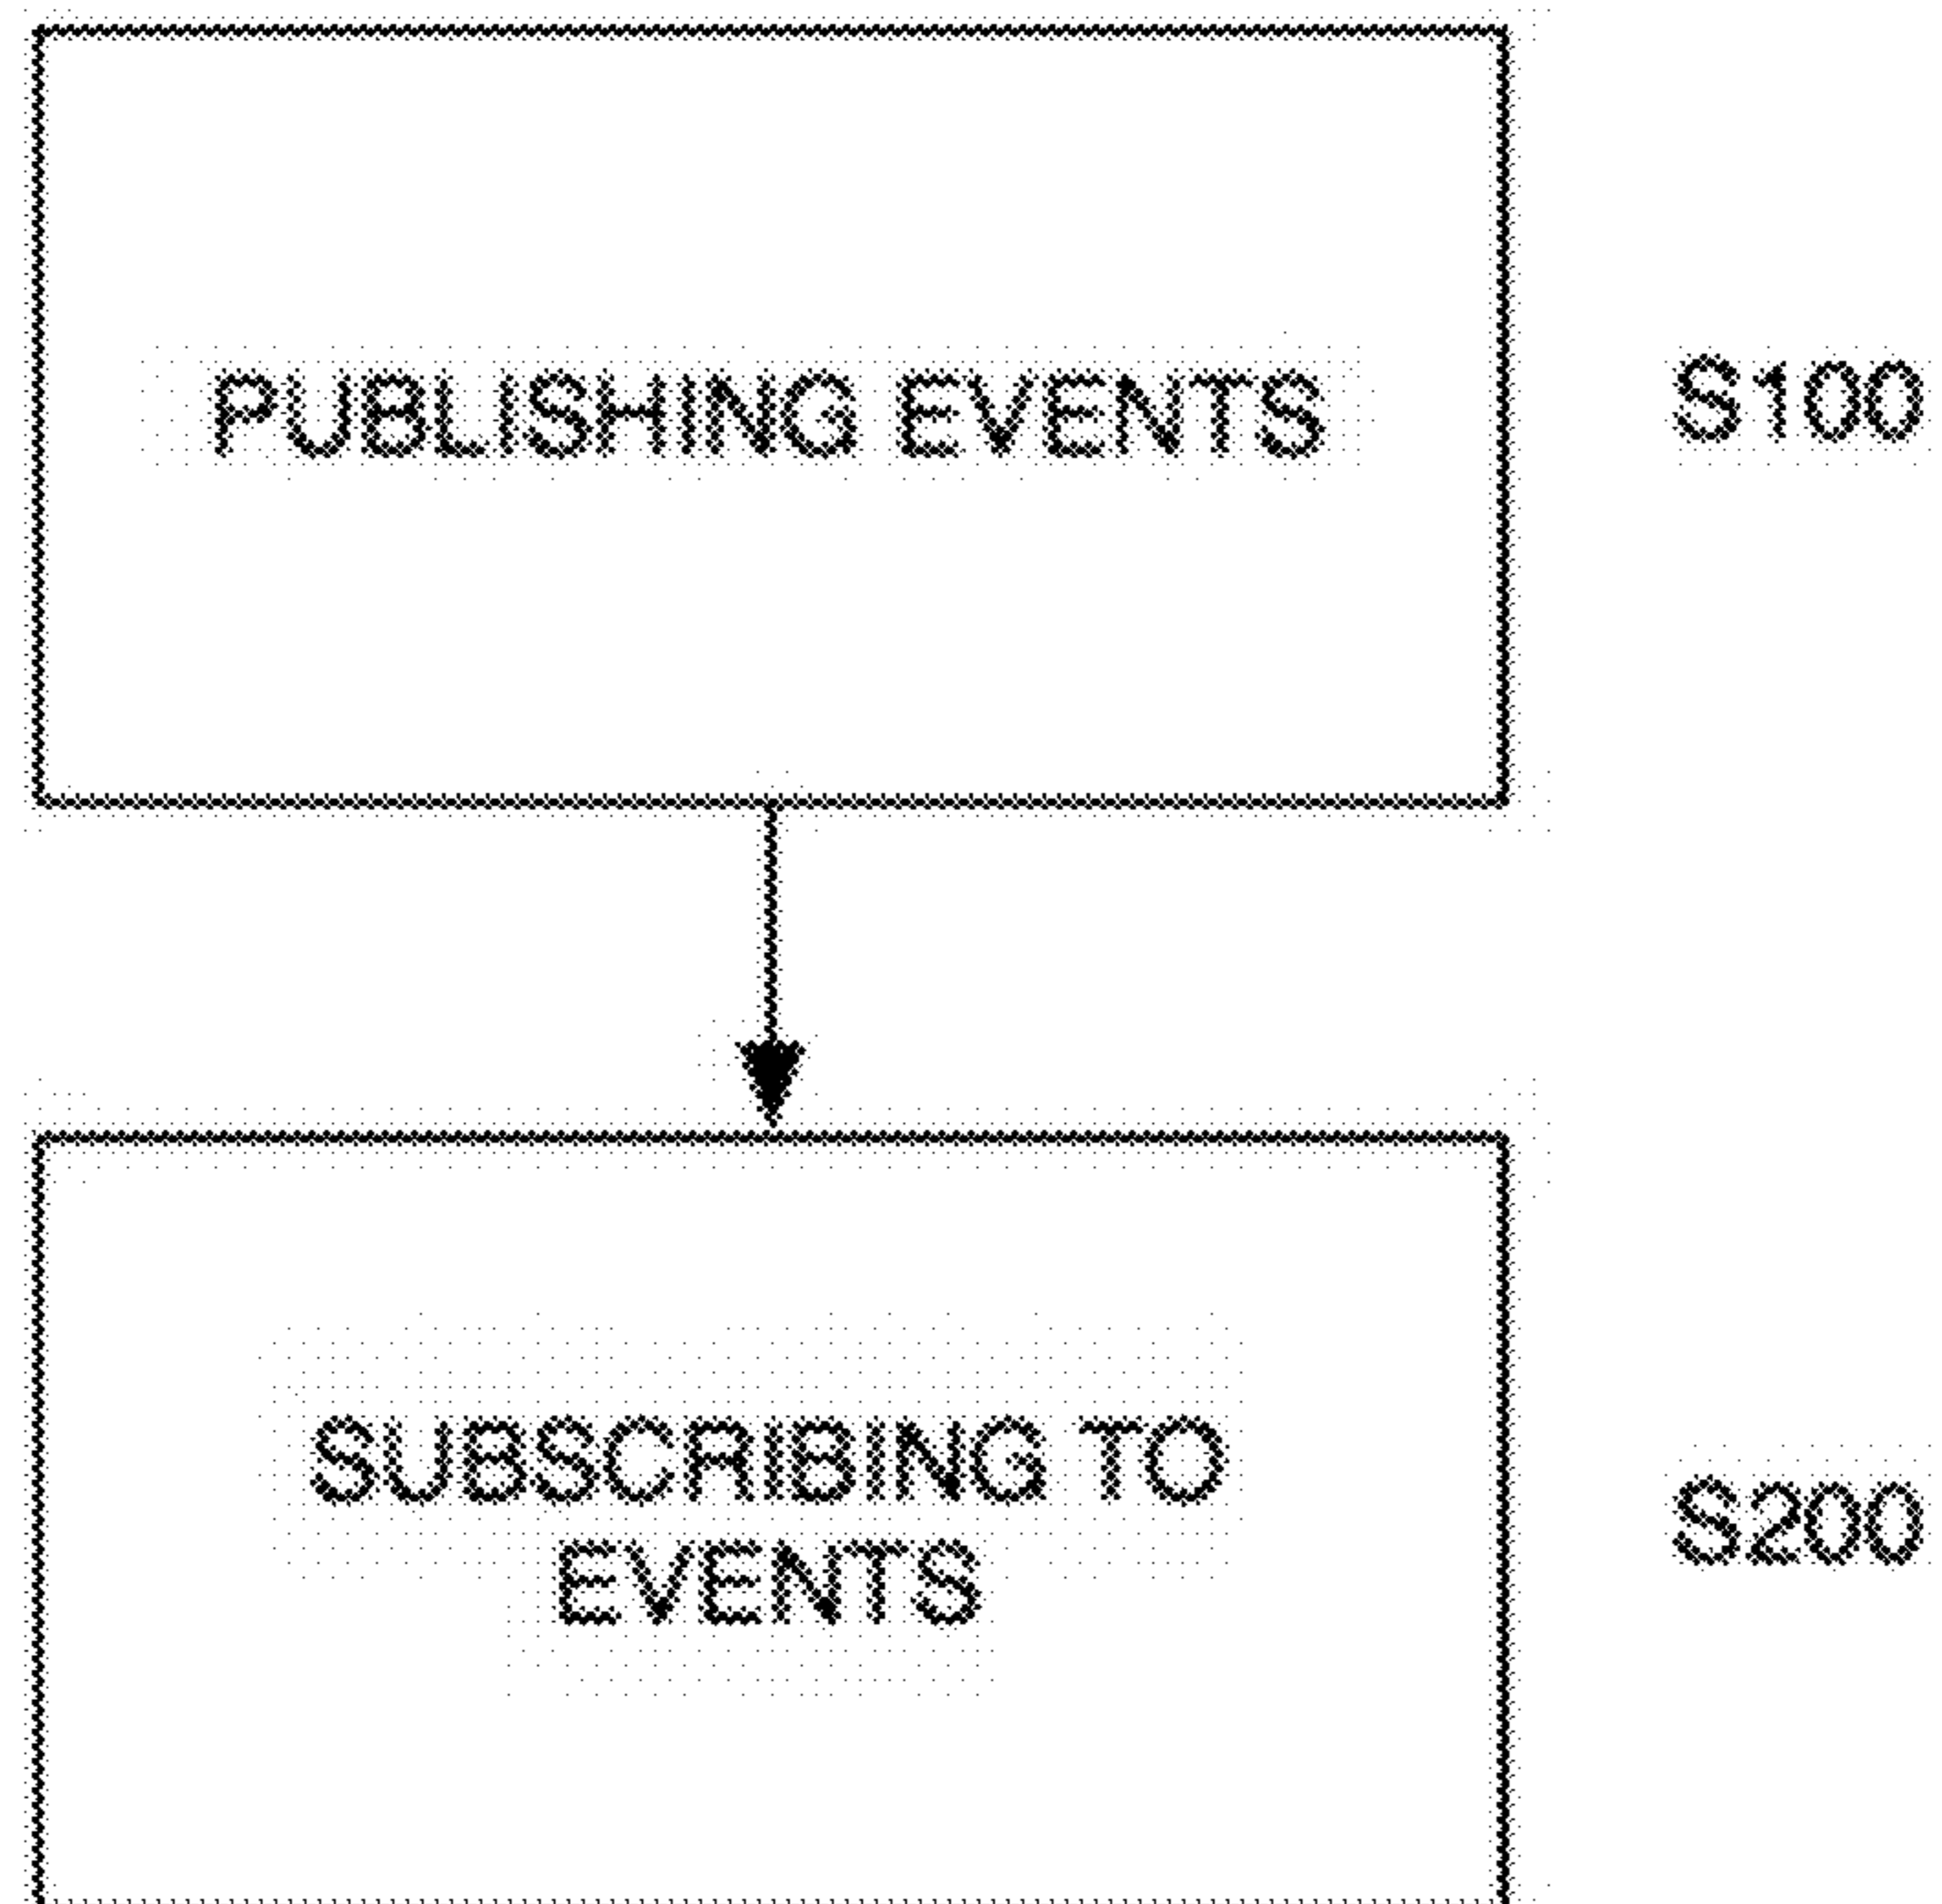 PUBLISHING EVENTS
S100
SUBSCRIBING TO
EVENTS
S200